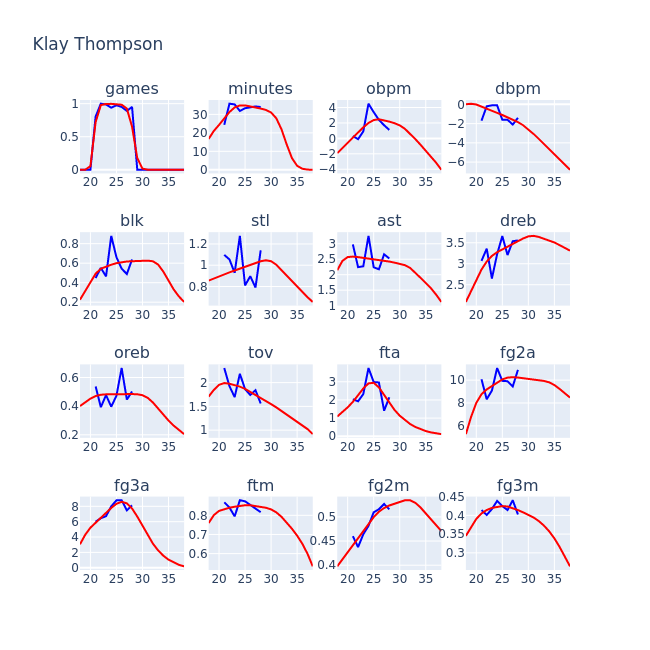 Klay Thompson
games minutes obpm dbpm
1 0.5 0 20 25 30 35
30 20 10 0 20 25 30 35
4 2 0 −2 −4 20 25 30 35
0 −2 −4 −6 20 25 30 35
blk stl ast dreb
0.8 0.6 0.4 0.2 20 25 30 35
1.2 1 0.8 20 25 30 35
3 2.5 2 1.5 1 20 25 30 35
3.5 3 2.5 20 25 30 35
oreb tov fta fg2a
0.6 0.4 0.2 20 25 30 35
2 1.5 1 20 25 30 35
3 2 1 0 20 25 30 35
10 8 6 20 25 30 35
fg3a ftm fg2m fg3m
8 6 4 2 0 20 25 30 35
0.8 0.7 0.6 20 25 30 35
0.5 0.45 0.4 20 25 30 35
0.45 0.4 0.35 0.3 20 25 30 35